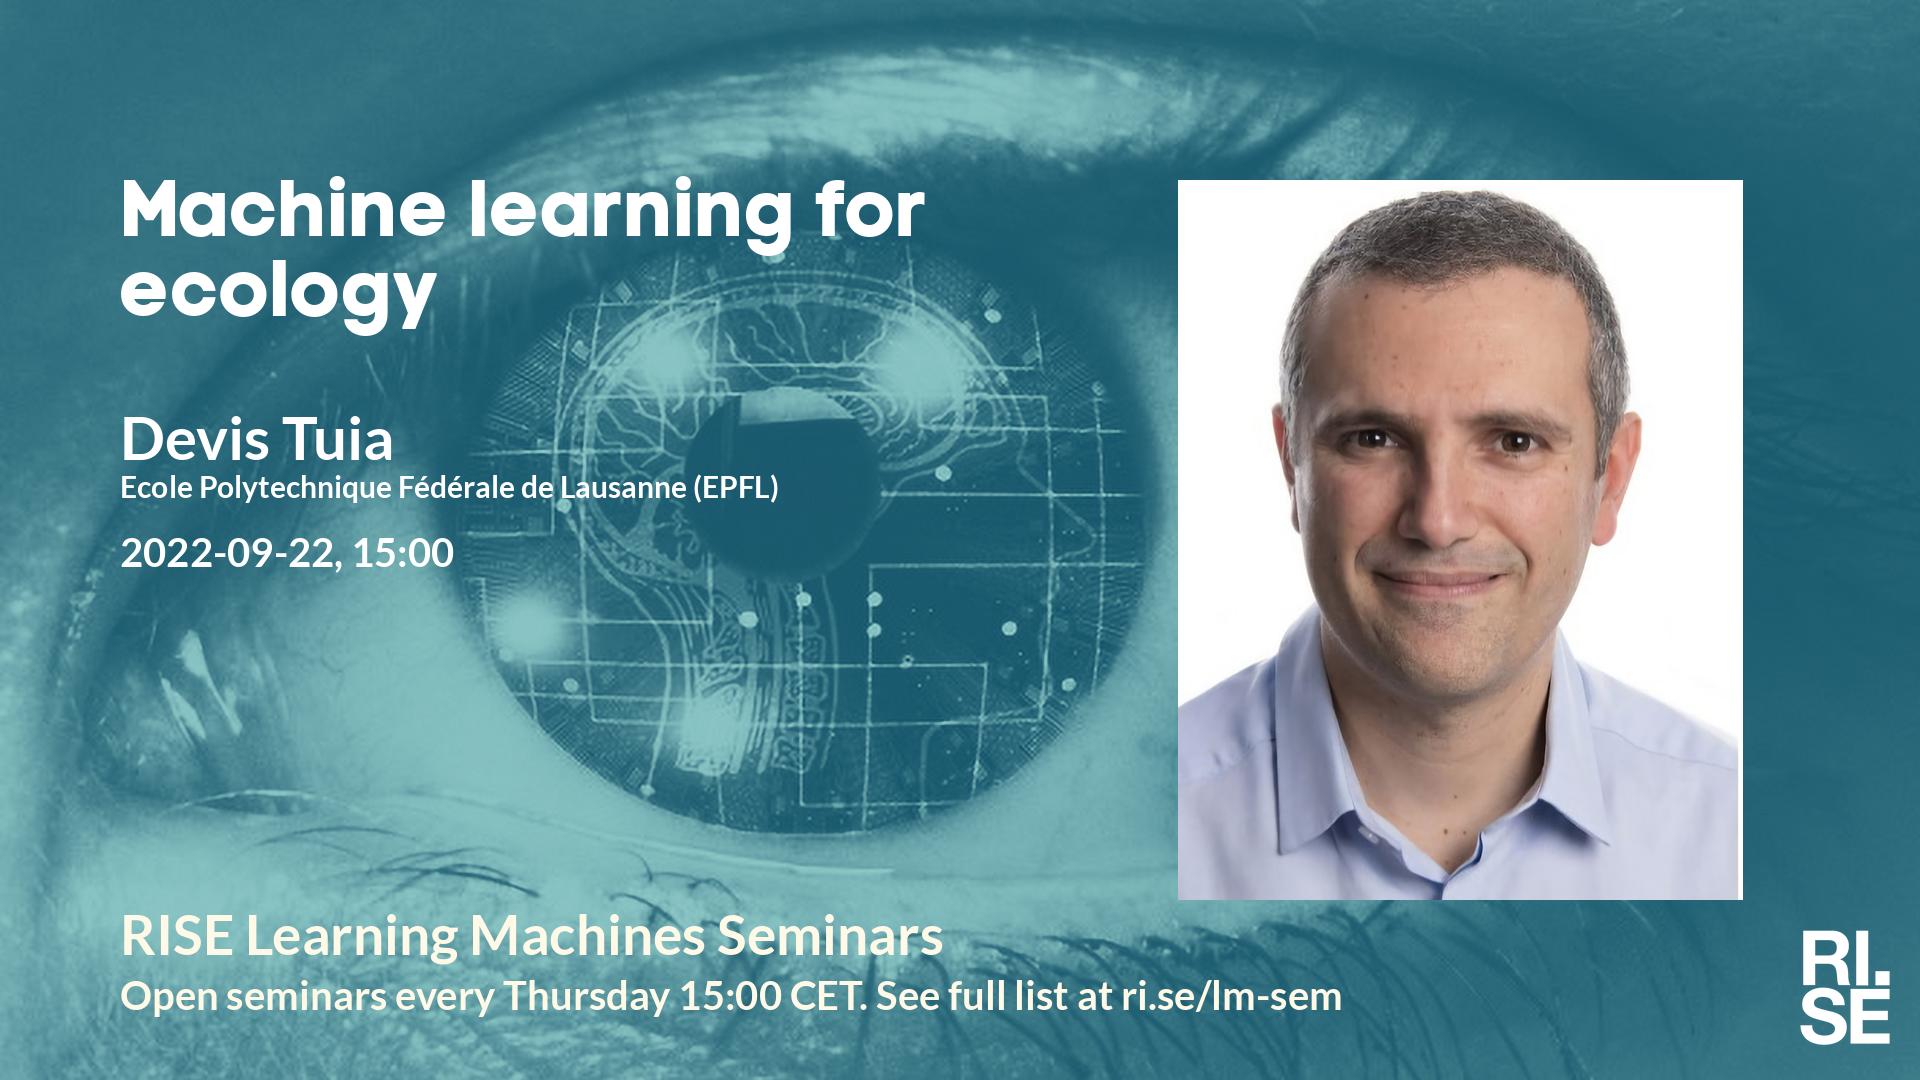 Machine learning for
ecology
Devis Tuia
Ecole Polytechnique Fédérale de Lausanne (EPFL)
2022-09-22, 15:00
RISE Learning Machines Seminars
Open seminars every Thursday 15:00 CET. See full list at ri.se/lm-sem
RI.
SE